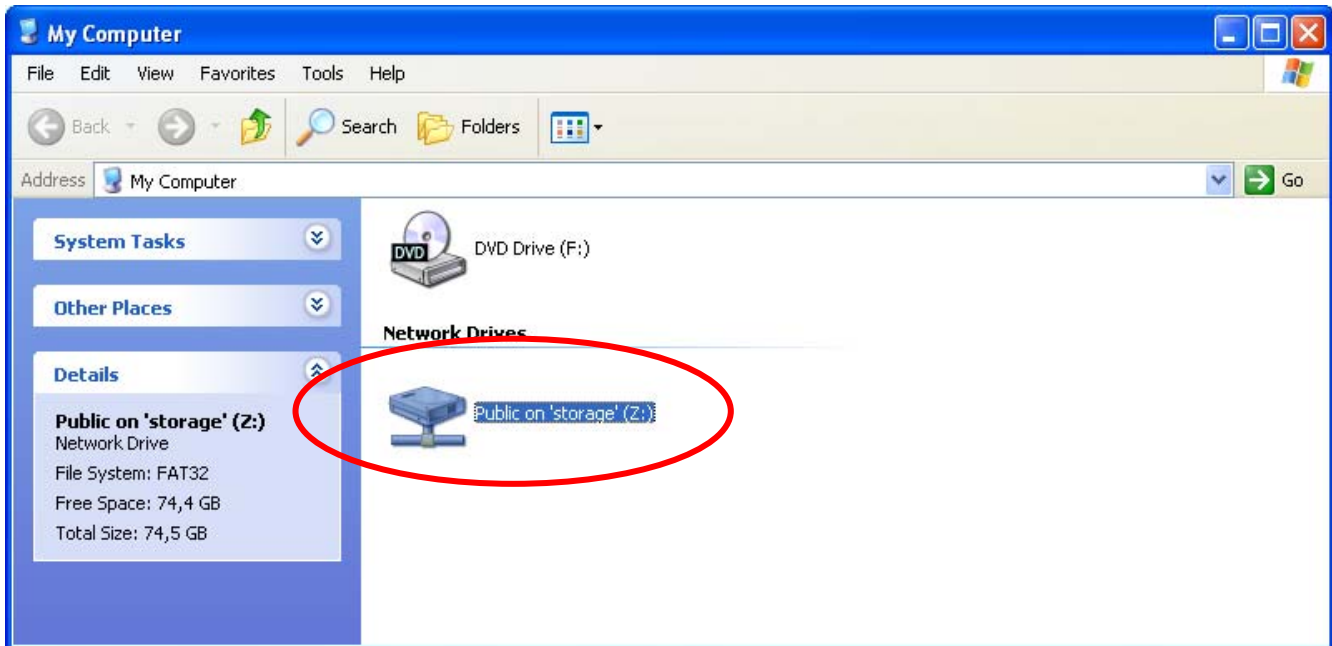 My Computer
File Edit View Favorites Tools Help
Back Search Folders
Address My Computer Go
System Tasks
Other Places
Details
Public on 'storage' (Z:)
Network Drive
File System: FAT32
Free Space: 74,4 GB
Total Size: 74,5 GB
DVD
DVD Drive (F:)
Network Drives
Public on 'storage' (Z:)